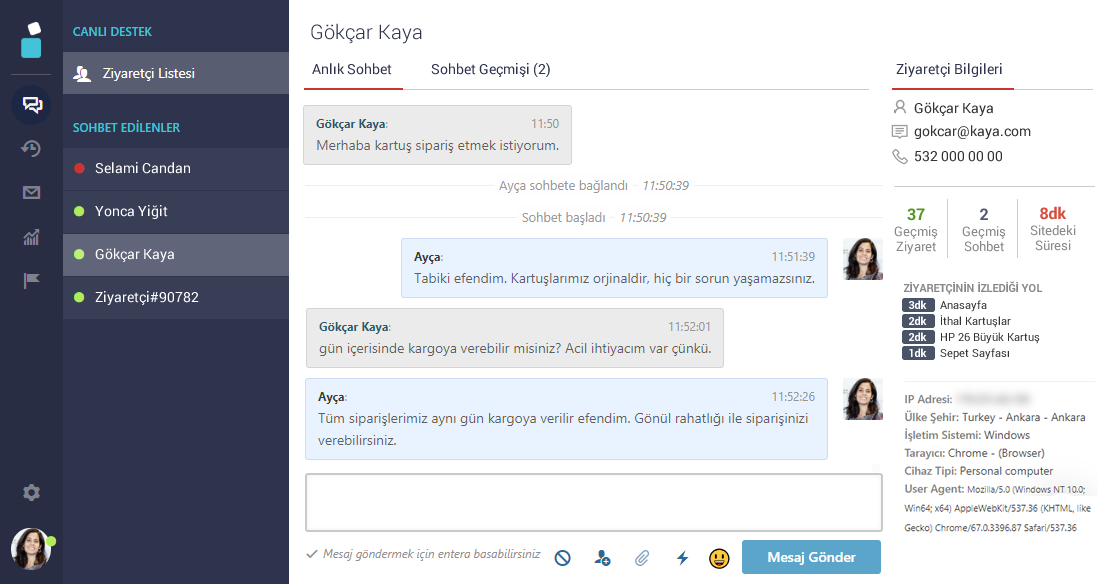 CANLI DESTEK
Ziyaretçi Listesi
SOHBET EDİLENLER
Selami Candan
Yonca Yiğit
Gökçar Kaya
Ziyaretçi#90782
Gökçar Kaya
Anlık Sohbet
Sohbet Geçmişi (2)
Gökçar Kaya: 11:50
Merhaba kartuş sipariş etmek istiyorum.
Ayça sohbete bağlandı - 11:50:39
Sohbet başladı - 11:50:39
Ayça: 11:51:39
Tabiki efendim. Kartuşlarımız orjinaldir, hiç bir sorun yaşamazsınız.
Gökçar Kaya: 11:52:01
gün içerisinde kargoya verebilir misiniz? Acil ihtiyacım var çünkü.
Ayça: 11:52:26
Tüm siparişlerimiz aynı gün kargoya verilir efendim. Gönül rahatlığı ile siparişinizi
verebilirsiniz.
Mesaj göndermek için entera basabilirsiniz
Mesaj Gönder
Ziyaretçi Bilgileri
Gökçar Kaya
gokcar@kaya.com
532 000 00 00
37 2 8dk
Geçmiş Geçmiş Sitedeki
Ziyaret Sohbet Süresi
ZİYARETÇİNİN İZLEDİĞİ YOL
3dk Anasayfa
2dk İthal Kartuşlar
2dk HP 26 Büyük Kartuş
1dk Sepet Sayfası
IP Adresi:
Ülke Şehir: Turkey - Ankara - Ankara
İşletim Sistemi: Windows
Tarayıcı: Chrome - (Browser)
Cihaz Tipi: Personal computer
User Agent: Mozilla/5.0 (Windows NT 10.0;
Win64; x64) AppleWebKit/537.36 (KHTML, like
Gecko) Chrome/67.0.3396.87 Safari/537.36